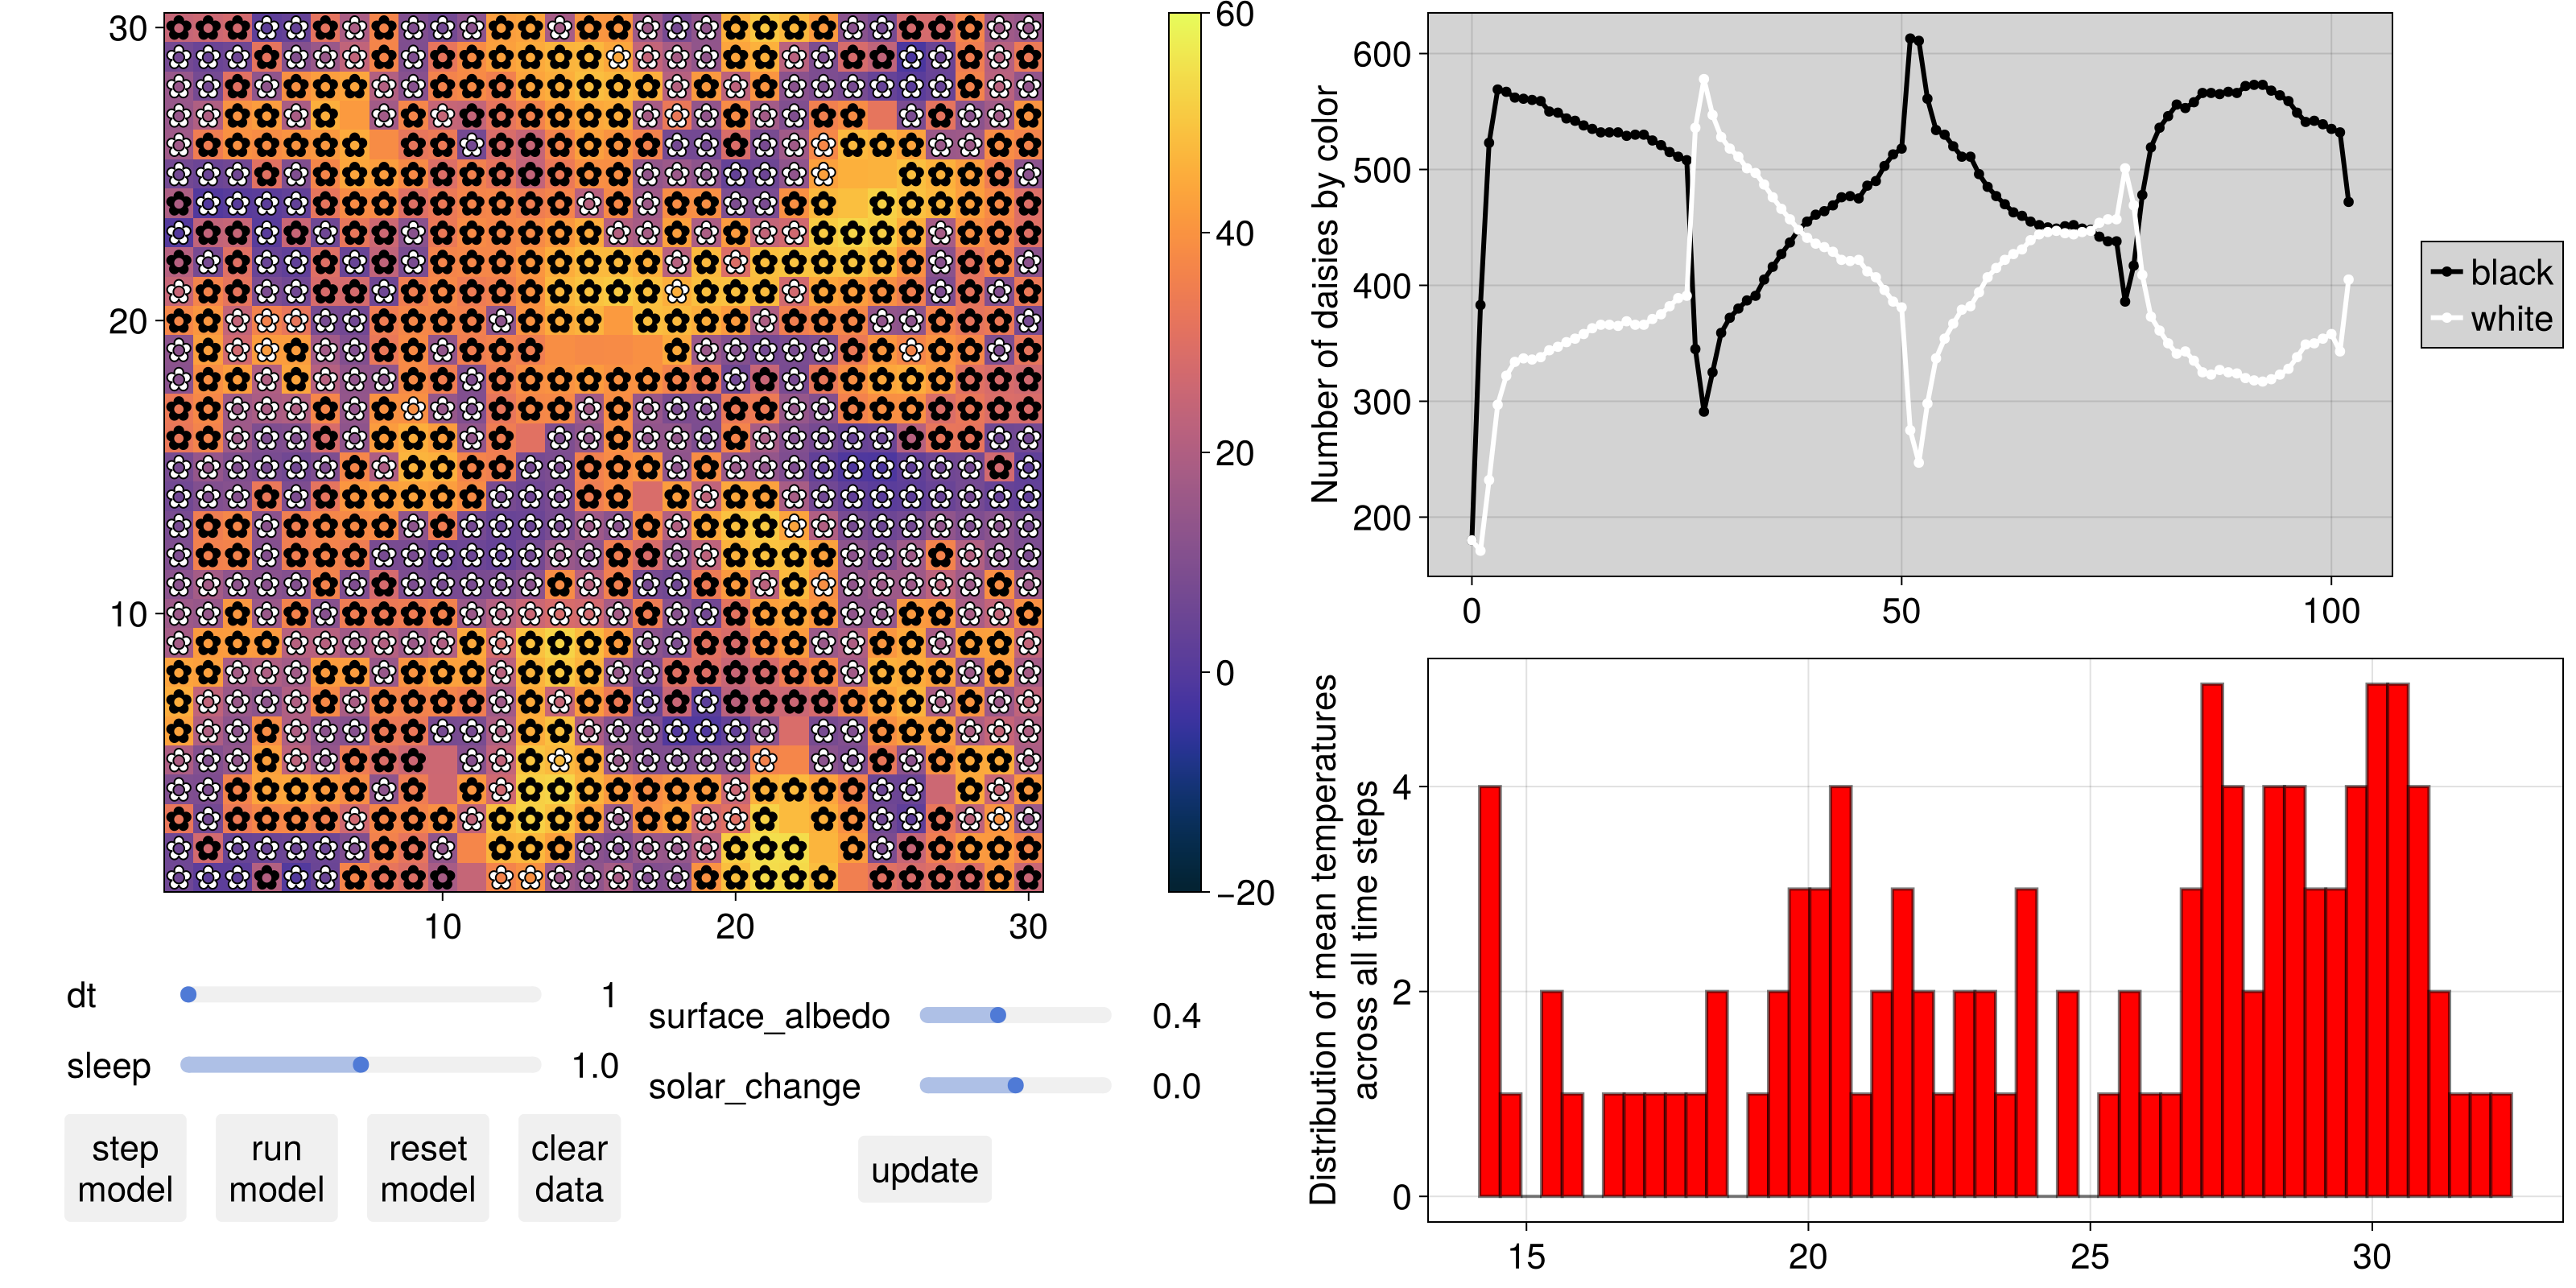 30
20
10
10
20
30
60
40
20
0
−20
Number of daisies by color
600
500
400
300
200
0
50
100
black
white
Distribution of mean temperatures
across all time steps
4
2
0
15
20
25
30
dt
1
sleep
1.0
surface_albedo
0.4
solar_change
0.0
step
model
run
model
reset
model
clear
data
update